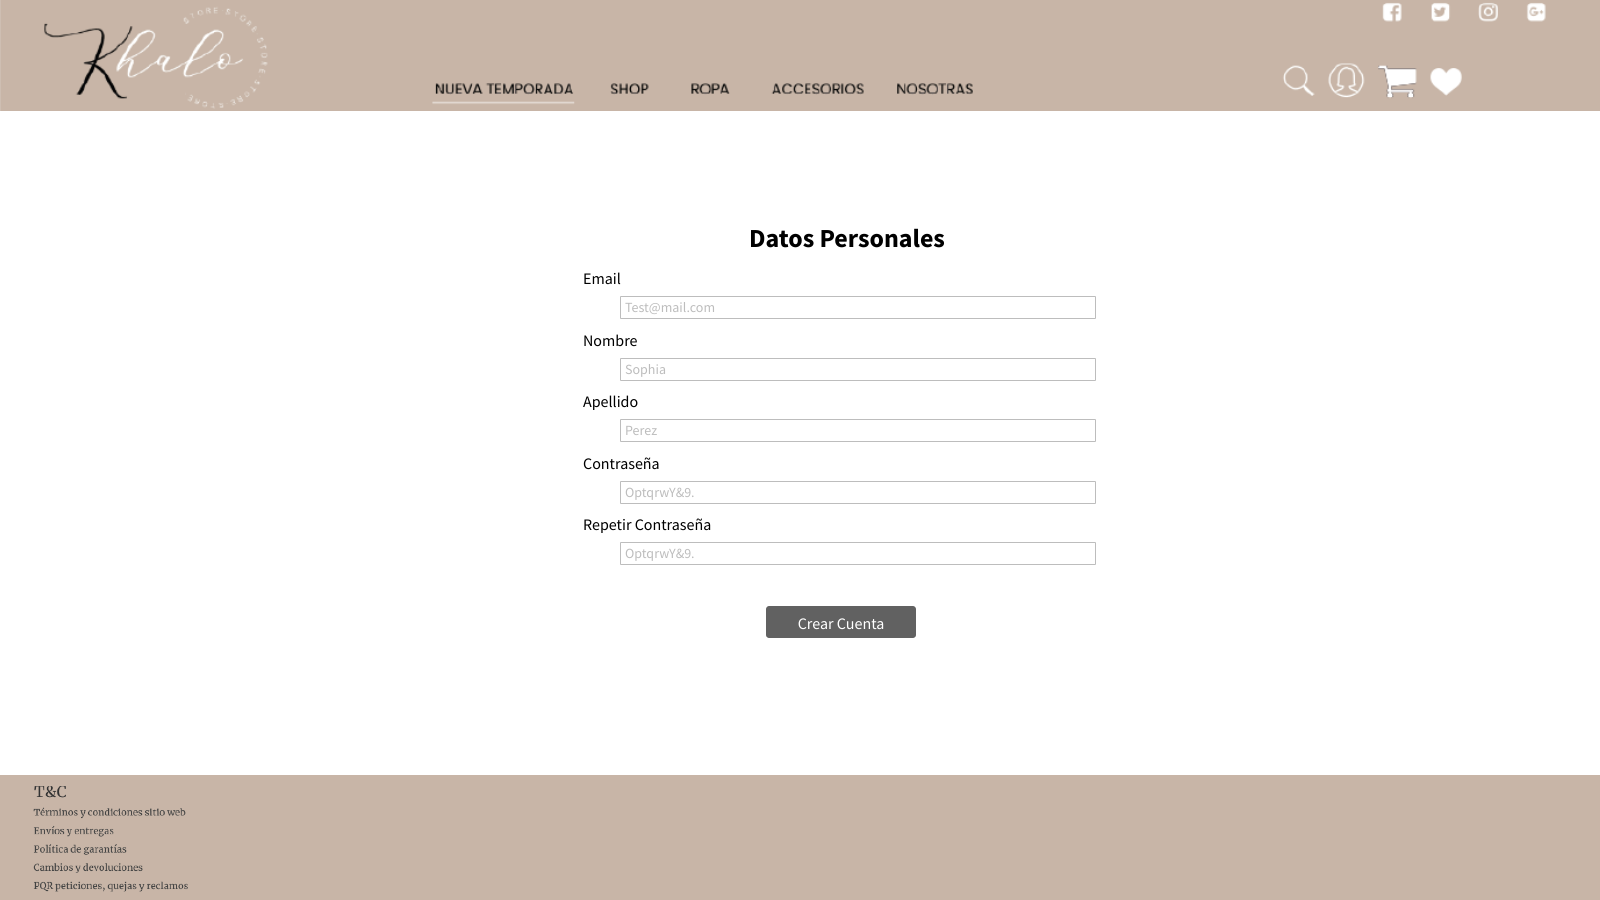 STORE STORE STORE STORE STORE
Khalo
NUEVA TEMPORADA SHOP ROPA ACCESORIOS NOSOTRAS
Datos Personales
Email
Test@mail.com
Nombre
Sophia
Apellido
Perez
Contraseña
OptqrwY&9.
Repetir Contraseña
OptqrwY&9.
Crear Cuenta
T&C
Términos y condiciones sitio web
Envíos y entregas
Política de garantías
Cambios y devoluciones
PQR peticiones, quejas y reclamos